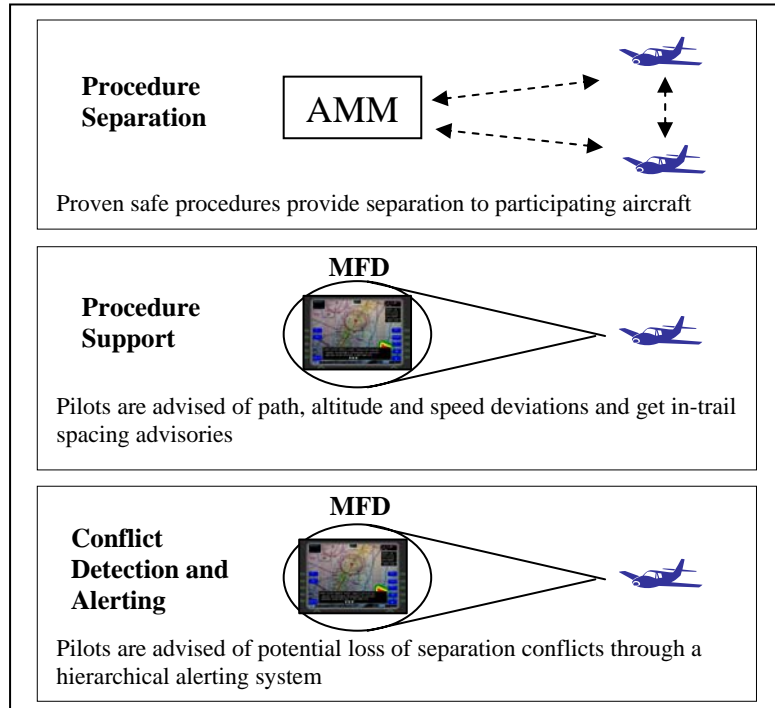 Procedure
Separation
AMM
Proven safe procedures provide separation to participating aircraft
MFD
Procedure
Support
Pilots are advised of path, altitude and speed deviations and get in-trail
spacing advisories
MFD
Conflict
Detection and
Alerting
Pilots are advised of potential loss of separation conflicts through a
hierarchical alerting system